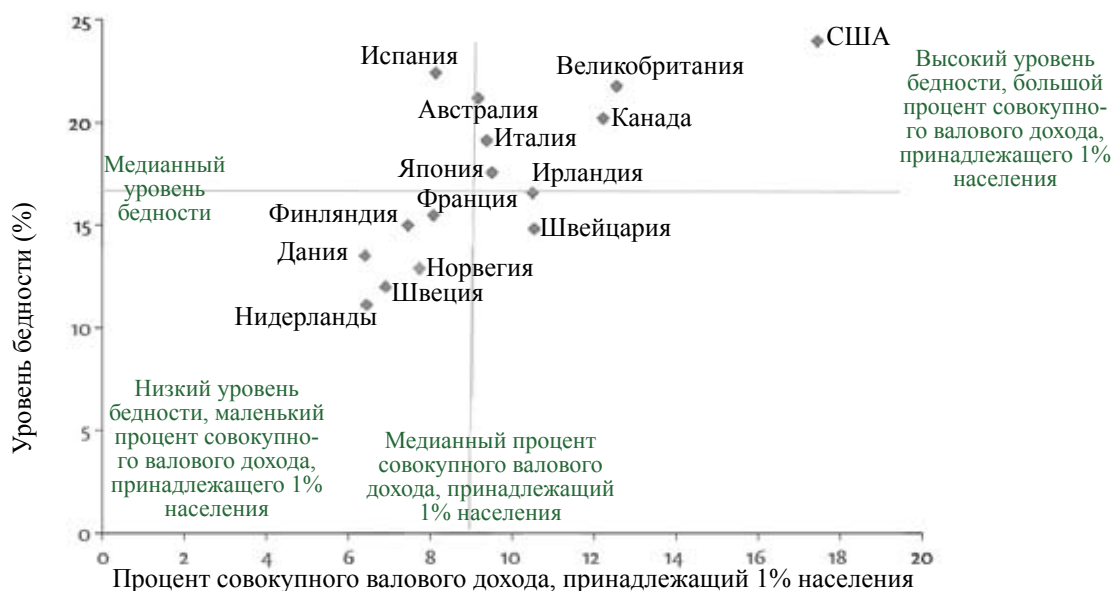 25
20
15
10
5
0
Уровень бедности (%)
США
Испания
Великобритания
Австралия
Канада
Италия
Япония
Ирландия
Франция
Финляндия
Швейцария
Дания
Норвегия
Швеция
Нидерланды
Высокий уровень
бедности, большой
процент совокупно-
го валового дохода,
принадлежащего 1%
населения
Медианный
уровень
бедности
Низкий уровень
бедности, маленький
процент совокупно-
го валового дохода,
принадлежащего 1%
населения
Медианный процент
совокупного валового
дохода, принадлежащий
1% населения
0 2 4 6 8 10 12 14 16 18 20
Процент совокупного валового дохода, принадлежащий 1% населения